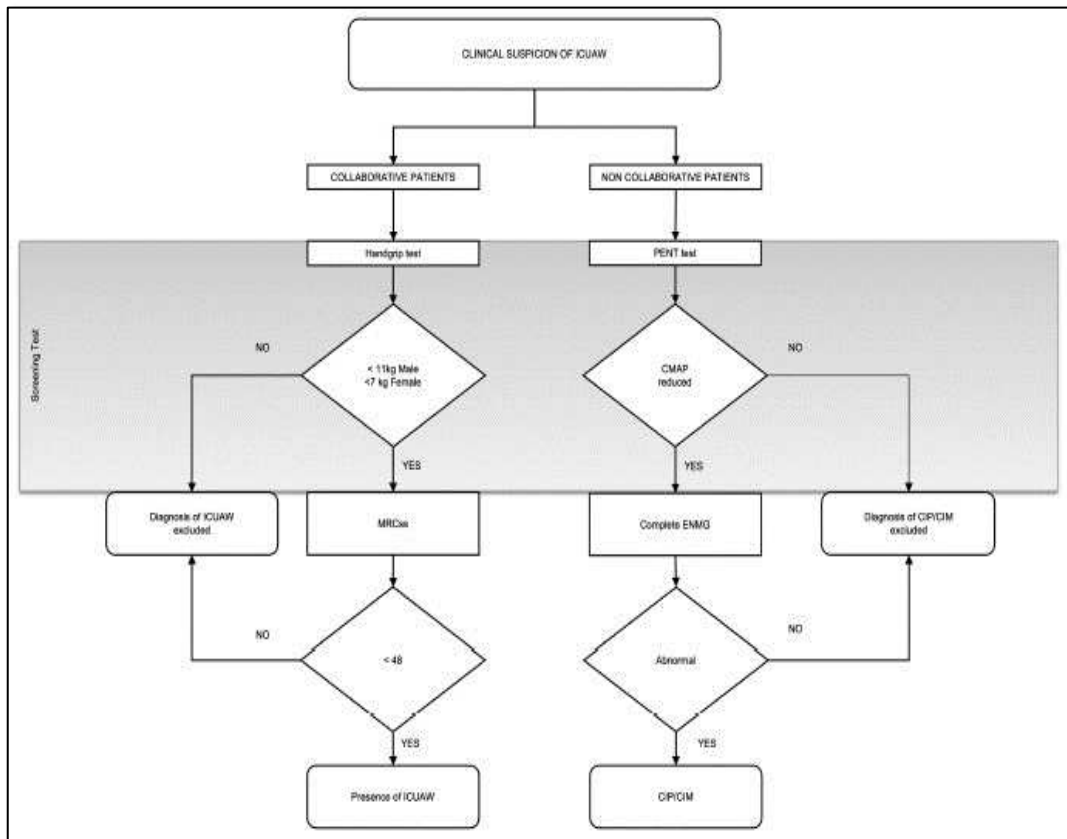 CLINICAL SUSPICION OF ICUAW
COLLABORATIVE PATIENTS
NON COLLABORATIVE PATIENTS
Screening Test
Handgrip test
PENT test
NO
< 11kg Male
<7 kg Female
CMAP
reduced
NO
YES
YES
Diagnosis of ICUAW
excluded
MRCss
Complete ENMG
Diagnosis of CIP/CIM
excluded
NO
< 48
Abnormal
NO
YES
YES
Presence of ICUAW
CIP/CIM